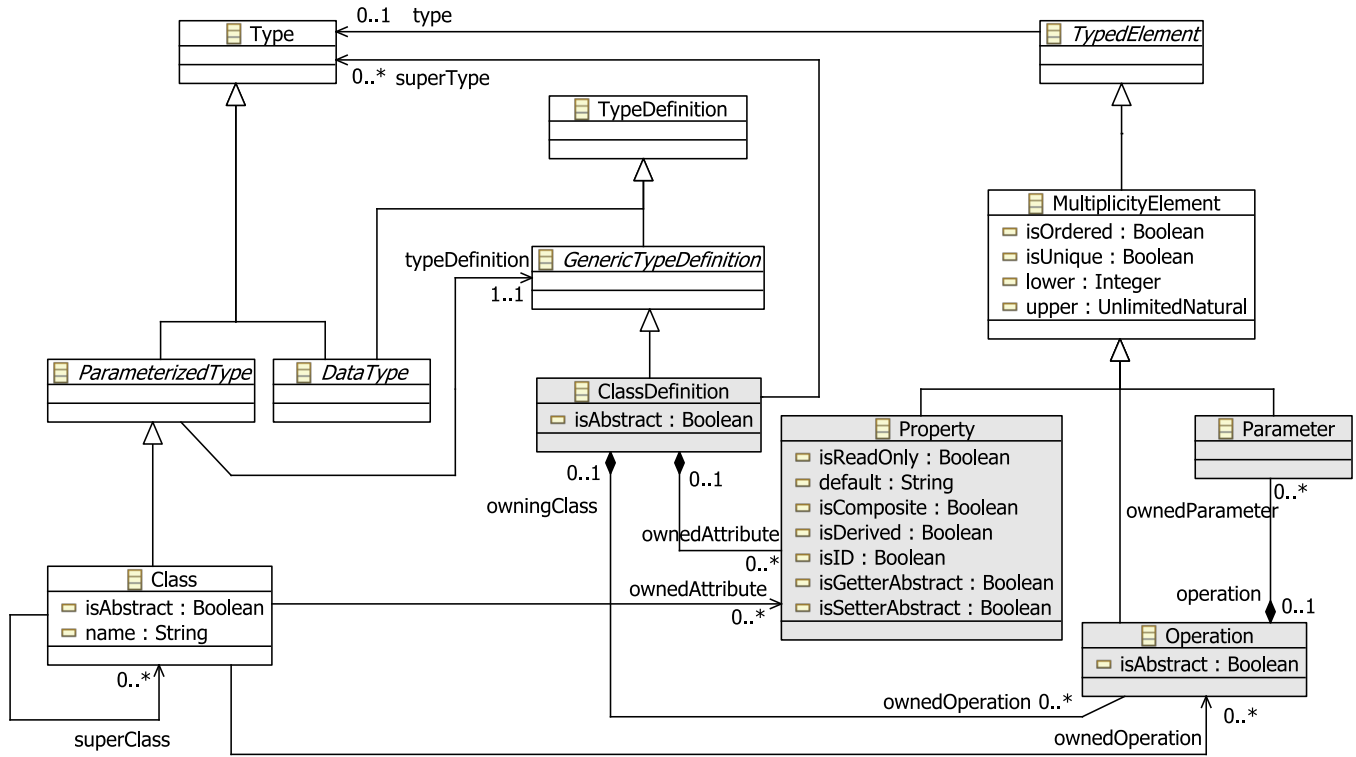 0..1 type
Type
TypedElement
0..* superType
TypeDefinition
MultiplicityElement
isOrdered : Boolean
isUnique : Boolean
lower : Integer
upper : UnlimitedNatural
typeDefinition
1..1
GenericTypeDefinition
ParameterizedType
DataType
ClassDefinition
isAbstract : Boolean
0..1
owningClass
0..1
ownedAttribute
0..*
Property
isReadOnly : Boolean
default : String
isComposite : Boolean
isDerived : Boolean
isID : Boolean
isGetterAbstract : Boolean
isSetterAbstract : Boolean
Parameter
0..*
ownedParameter
operation
0..1
Class
isAbstract : Boolean
name : String
ownedAttribute
0..*
Operation
isAbstract : Boolean
0..*
superClass
ownedOperation 0..*
0..*
ownedOperation